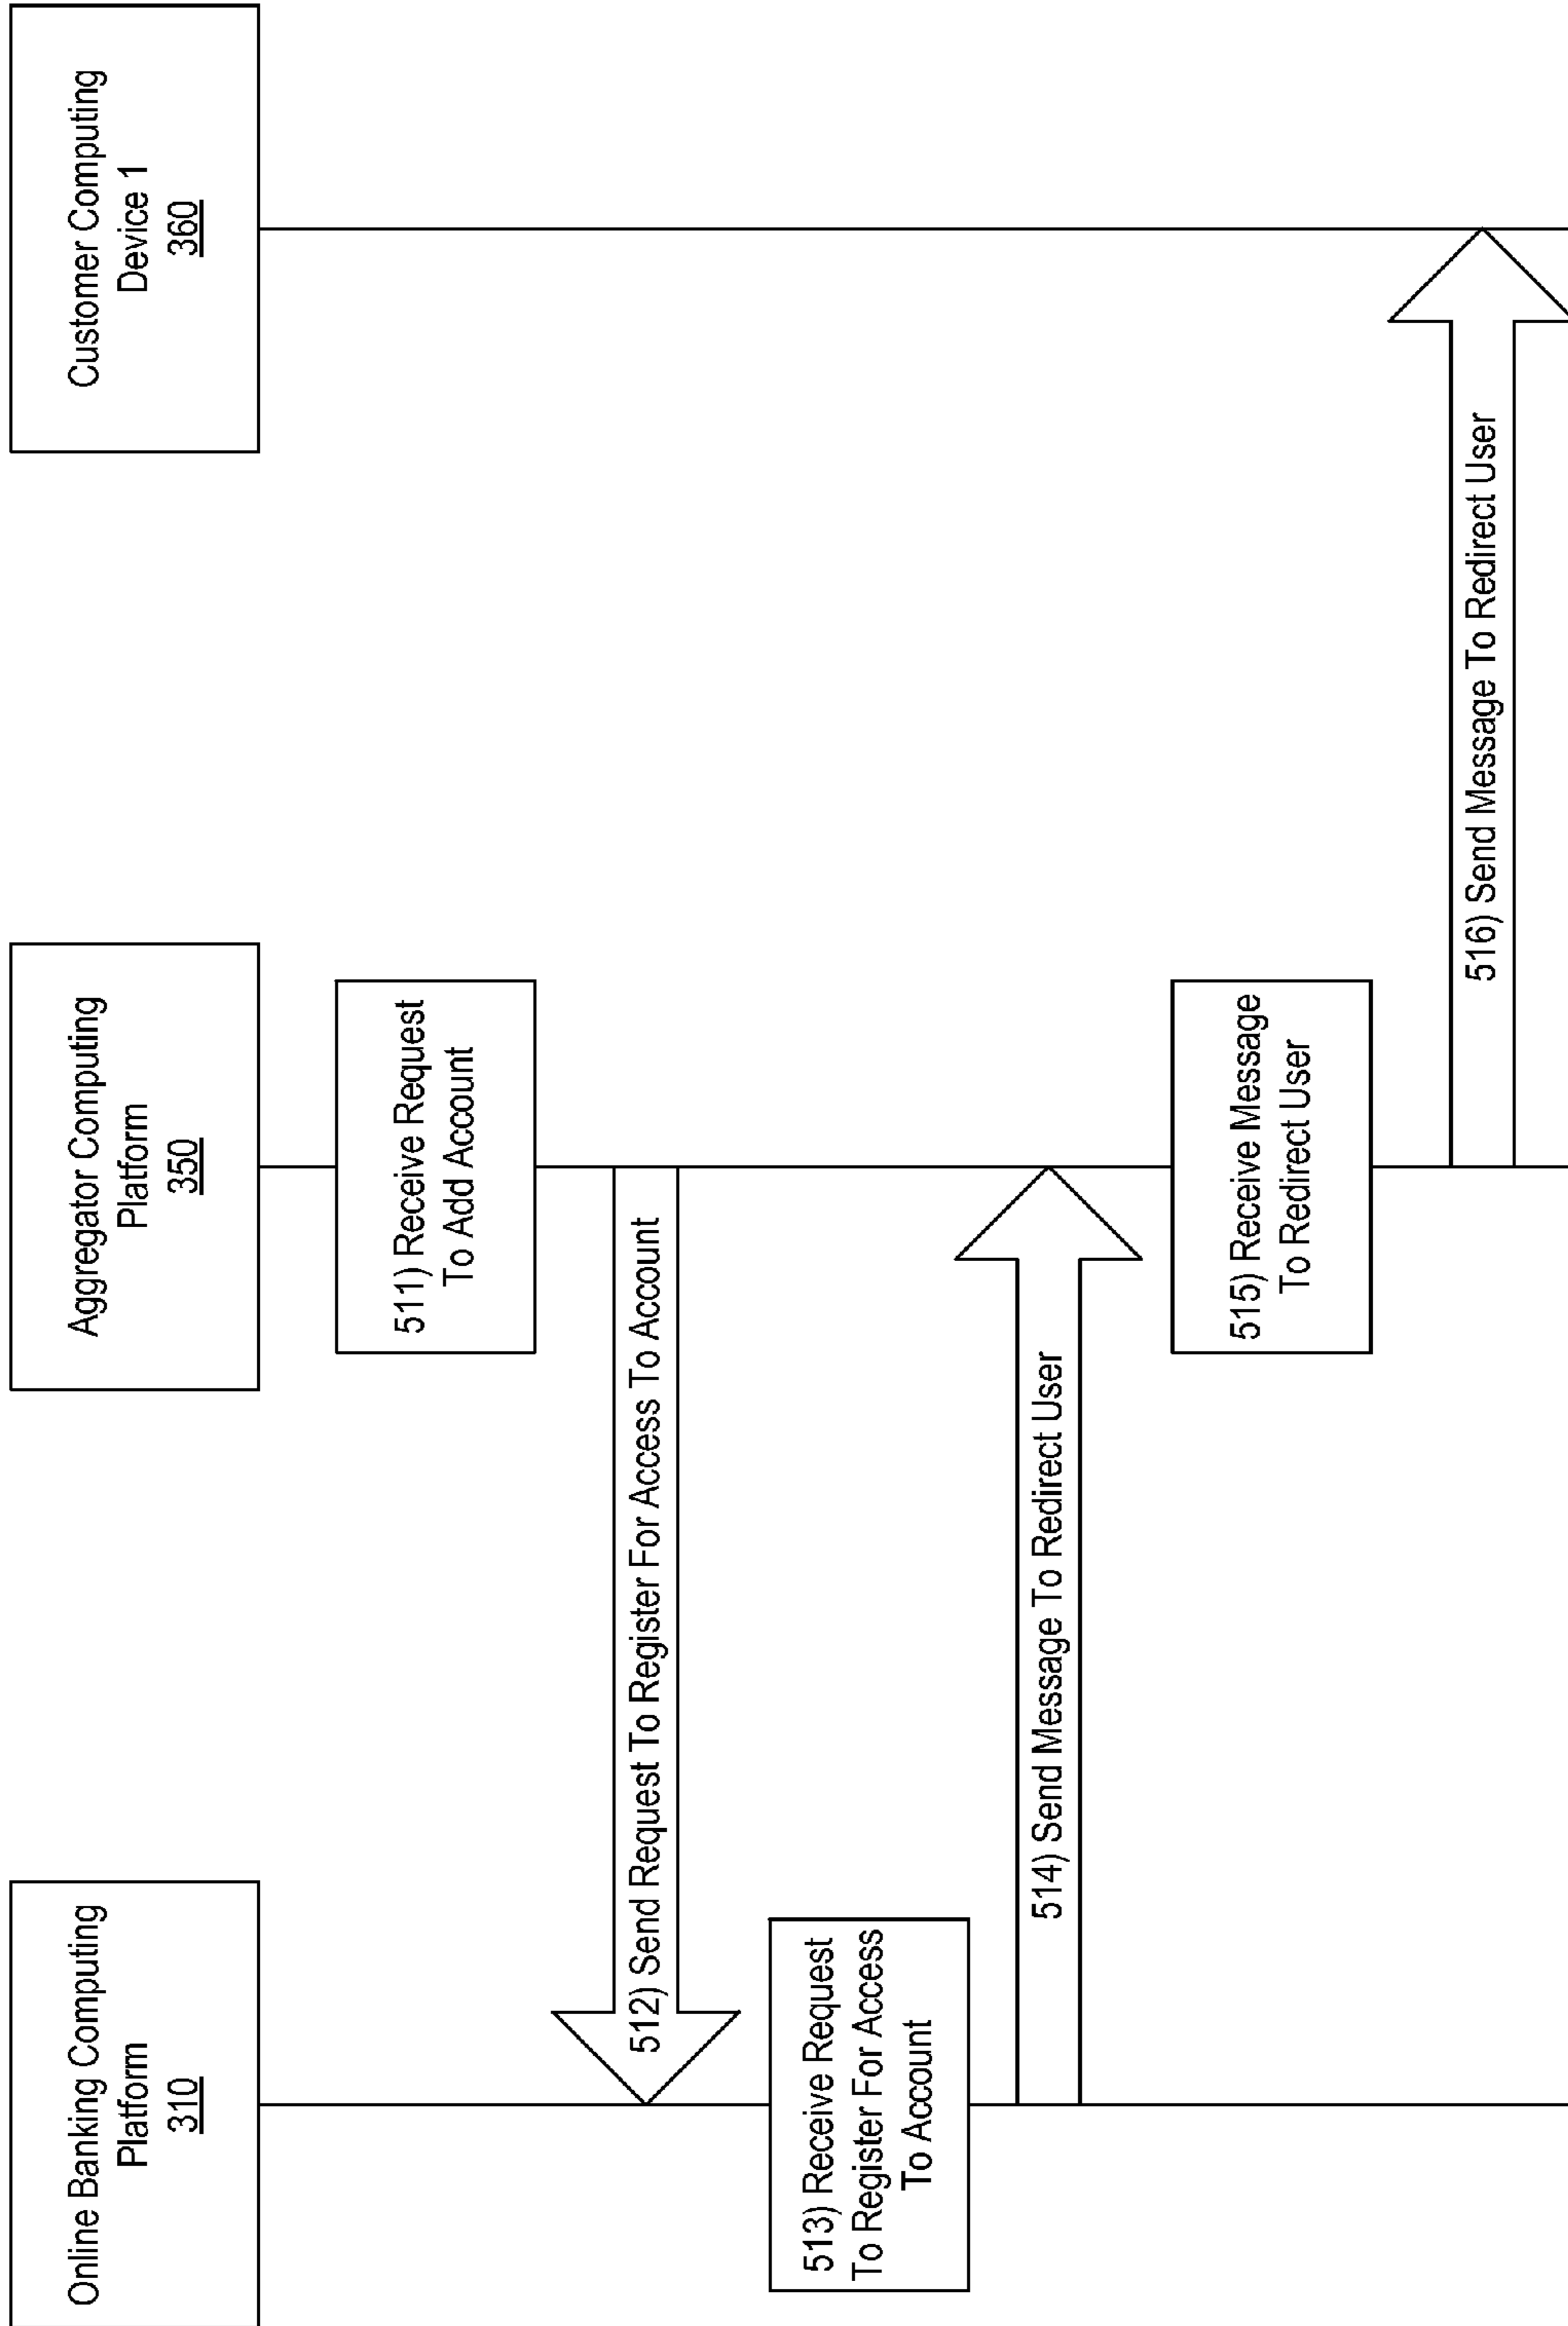 Online Banking Computing
Platform
310
Aggregator Computing
Platform
350
Customer Computing
Device 1
360
511) Receive Request
To Add Account
512) Send Request To Register For Access To Account
513) Receive Request
To Register For Access
To Account
514) Send Message To Redirect User
515) Receive Message
To Redirect User
516) Send Message To Redirect User